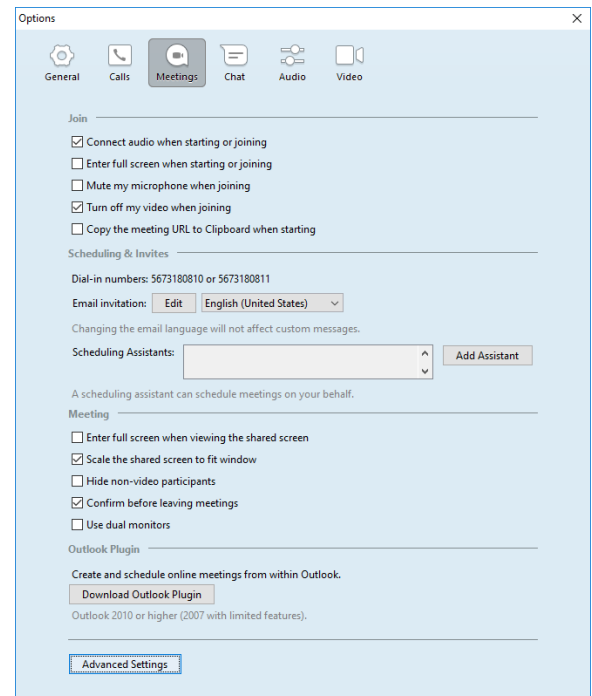 Options
General Calls Meetings Chat Audio Video
Join
Connect audio when starting or joining
Enter full screen when starting or joining
Mute my microphone when joining
Turn off my video when joining
Copy the meeting URL to Clipboard when starting
Scheduling & Invites
Dial-in numbers: 5673180810 or 5673180811
Email invitation: Edit English (United States)
Changing the email language will not affect custom messages.
Scheduling Assistants: Add Assistant
A scheduling assistant can schedule meetings on your behalf.
Meeting
Enter full screen when viewing the shared screen
Scale the shared screen to fit window
Hide non-video participants
Confirm before leaving meetings
Use dual monitors
Outlook Plugin
Create and schedule online meetings from within Outlook.
Download Outlook Plugin
Outlook 2010 or higher (2007 with limited features).
Advanced Settings